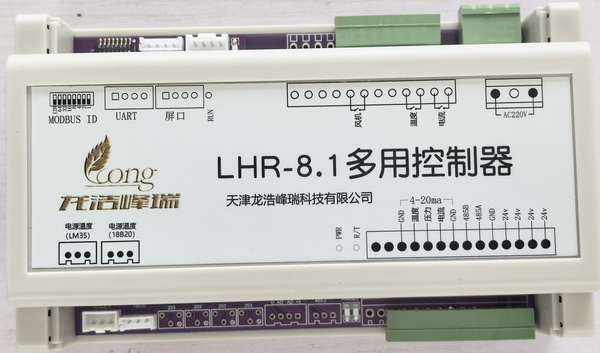 MODBUS ID
UART
屏口
RUN
风机
温度
电流
AC220V
Long
龙浩峰瑞
LHR-8.1多用控制器
天津龙浩峰瑞科技有限公司
电源温度
(LM35)
电源温度
(18B20)
PWR
R/T
4-20ma
GND
温度
压力
电流
GND
485B
485A
GND
24v
24v
24v
24v